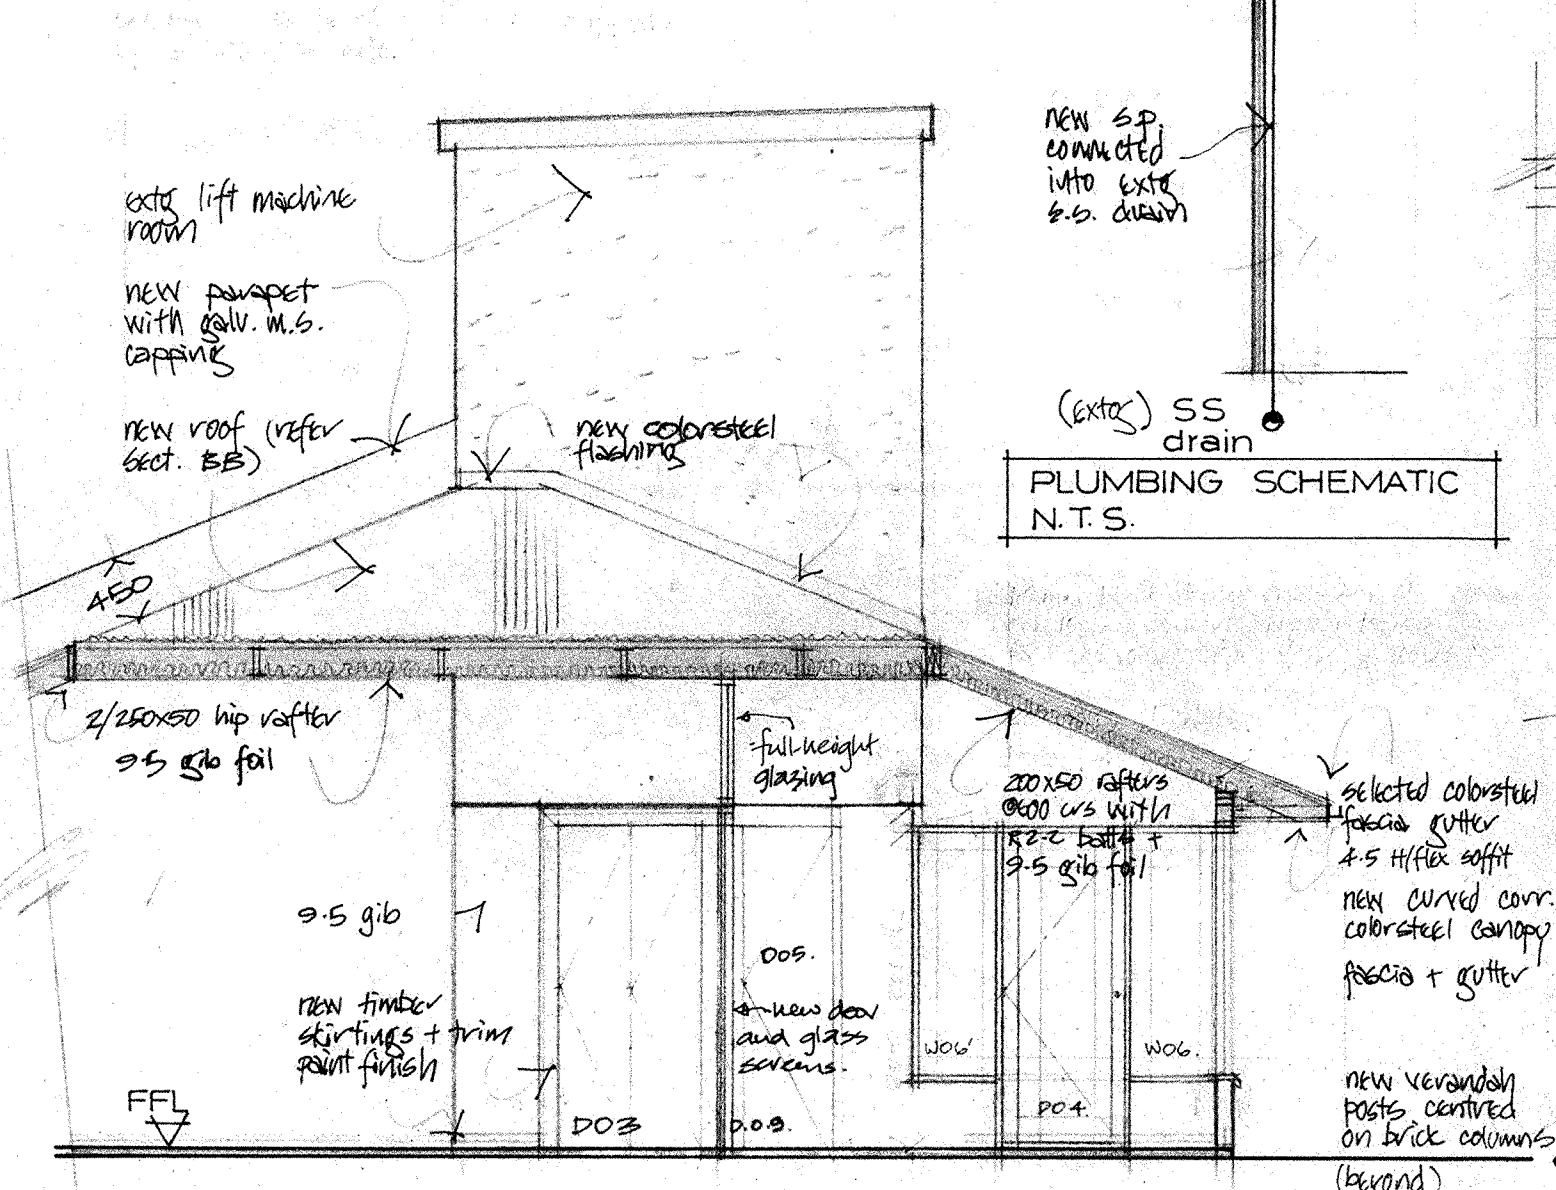 extg lift machine
room
new parapet
with galv. m.s.
capping
new roof (refer
sect. BB)
new colorsteel
flashing
450
2/250x50 hip rafter
9.5 gib foil
full height
glazing
9.5 gib
new timber
skirtings + trim
paint finish
FFL
D03
D.0.9.
D05.
new door
and glass
screens.
W06'
D04
W06.
200x50 rafters
@600 crs with
R2.2 batts +
9.5 gib foil
new s.p.
connected
into extg
s.s. drain
(extg) SS
drain
PLUMBING SCHEMATIC
N.T.S.
selected colorsteel
fascia gutter
4.5 H/flex soffit
new curved corr.
colorsteel canopy
fascia + gutter
new verandah
posts centred
on brick columns
(beyond)